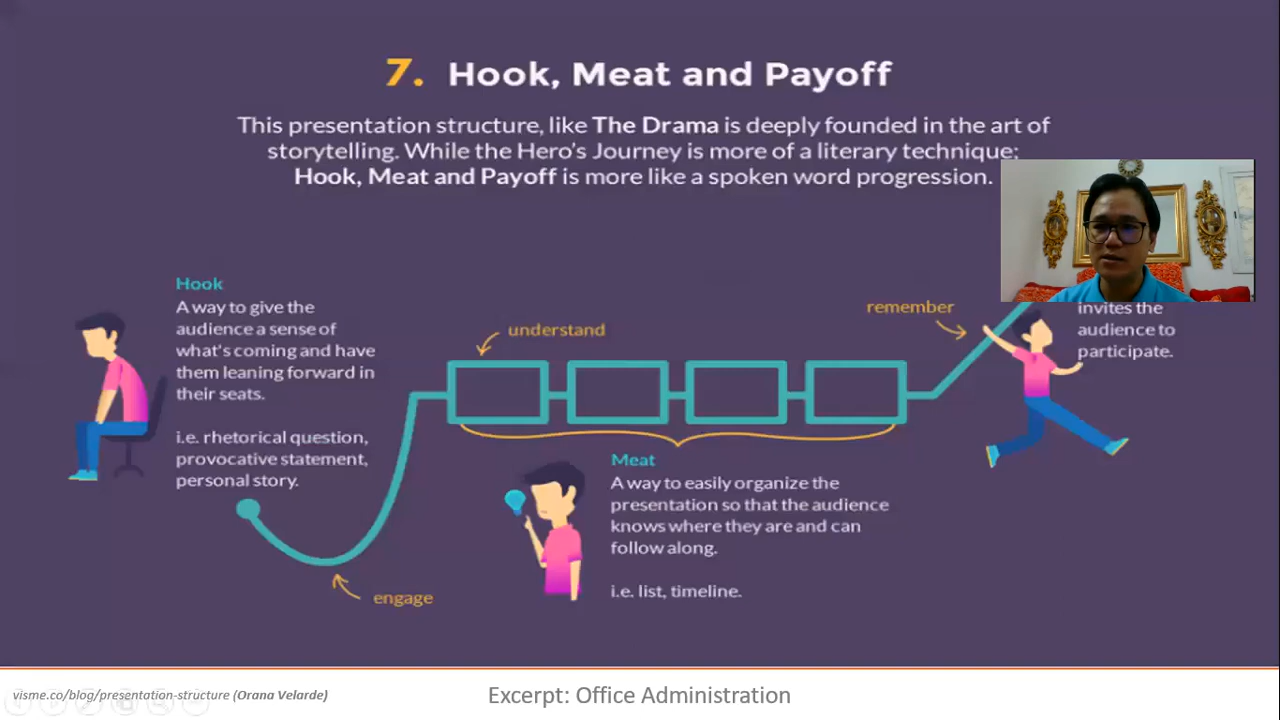 7. Hook, Meat and Payoff
This presentation structure, like The Drama is deeply founded in the art of
storytelling. While the Hero's Journey is more of a literary technique;
Hook, Meat and Payoff is more like a spoken word progression.
Hook
A way to give the
audience a sense of
what's coming and have
them leaning forward in
their seats.
i.e. rhetorical question,
provocative statement,
personal story.
engage
understand
Meat
A way to easily organize the
presentation so that the audience
knows where they are and can
follow along.
i.e. list, timeline.
remember
invites the
audience to
participate.
visme.co/blog/presentation-structure (Orana Velarde)
Excerpt: Office Administration